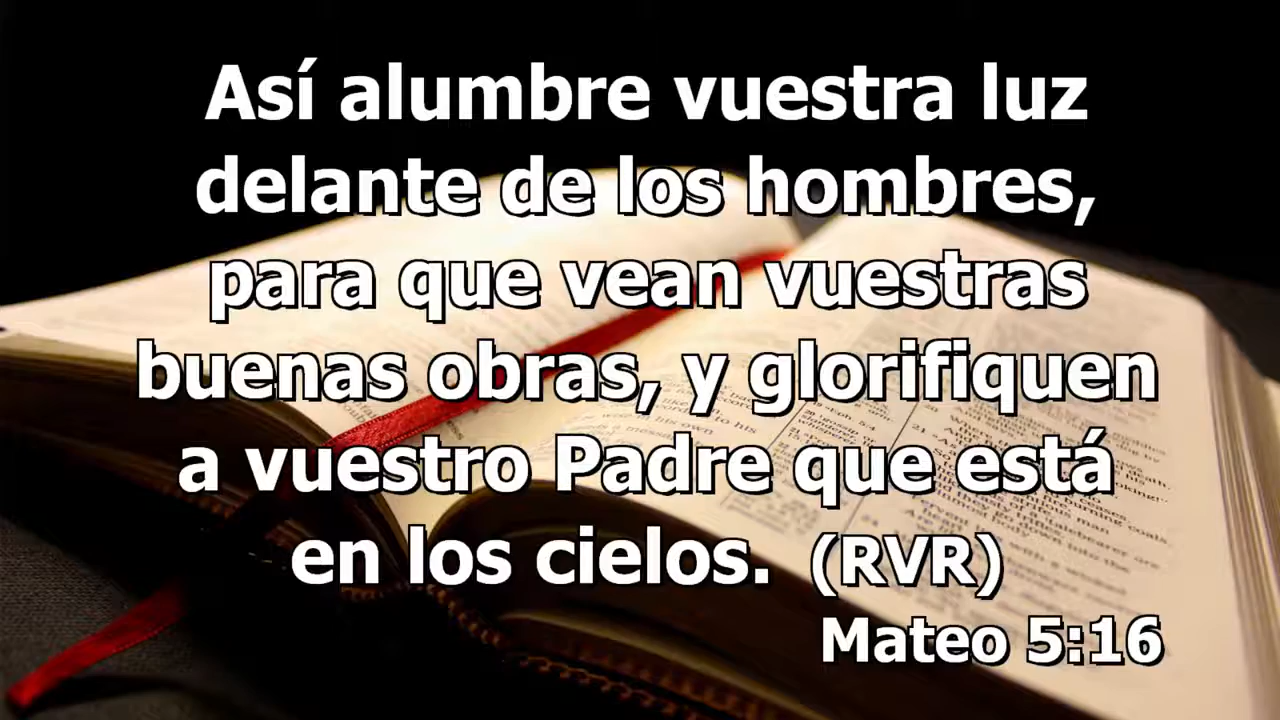 Así alumbre vuestra luz
delante de los hombres,
para que vean vuestras
buenas obras, y glorifiquen
a vuestro Padre que está
en los cielos. (RVR)
Mateo 5:16